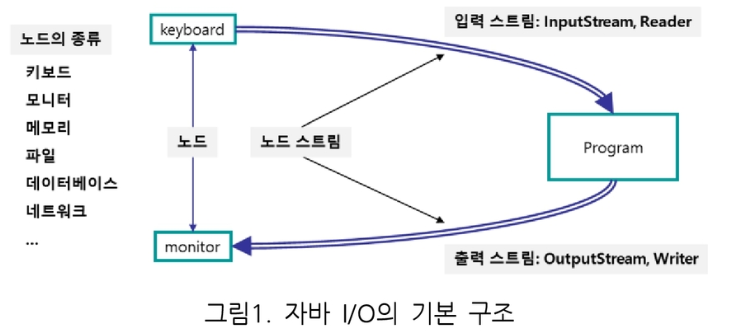 노드의 종류
키보드
모니터
메모리
파일
데이터베이스
네트워크
...
keyboard
입력 스트림: InputStream, Reader
노드
노드 스트림
Program
monitor
출력 스트림: OutputStream, Writer
그림1. 자바 I/O의 기본 구조